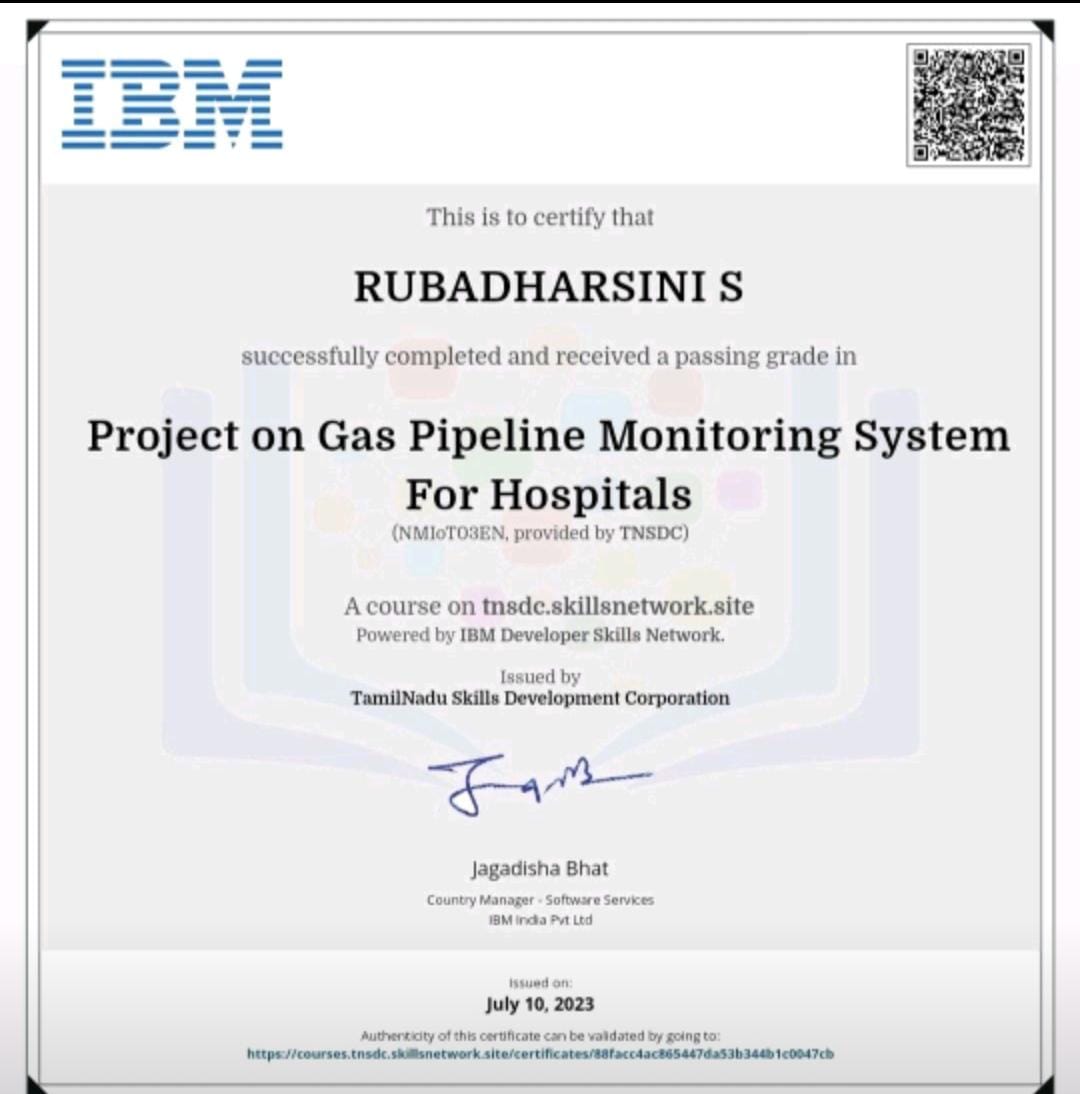 IBM
This is to certify that
RUBADHARSINI S
successfully completed and received a passing grade in
Project on Gas Pipeline Monitoring System
For Hospitals
(NMIoT03EN, provided by TNSDC)
A course on tnsdc.skillsnetwork.site
Powered by IBM Developer Skills Network.
Issued by
TamilNadu Skills Development Corporation
Jagadisha Bhat
Country Manager - Software Services
IBM India Pvt Ltd
Issued on:
July 10, 2023
Authenticity of this certificate can be validated by going to:
https://courses.tnsdc.skillsnetwork.site/certificates/88facc4ac865447da53b344b1c0047cb